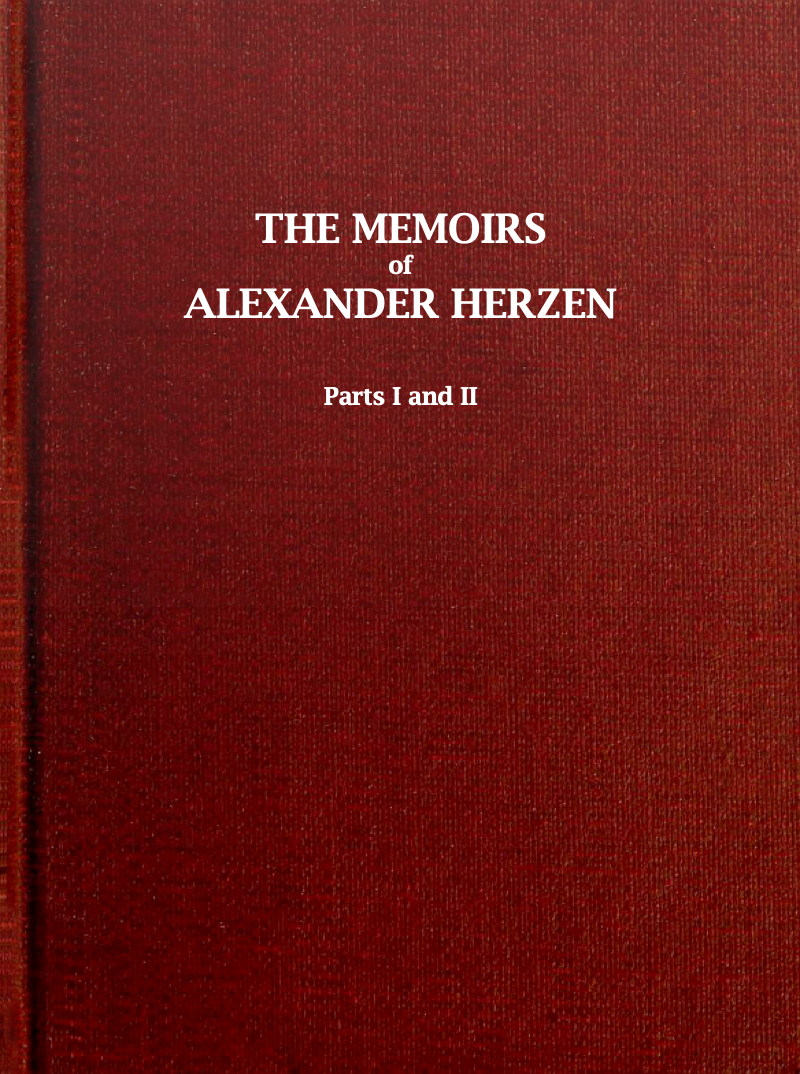 THE MEMOIRS
of
ALEXANDER HERZEN
Parts I and II